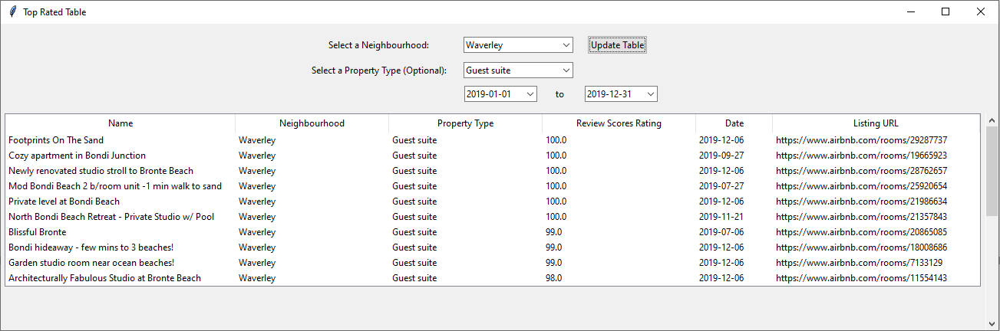 Top Rated Table
Select a Neighbourhood: Waverley Update Table
Select a Property Type (Optional): Guest suite
2019-01-01 to 2019-12-31
Name Neighbourhood Property Type Review Scores Rating Date Listing URL
Footprints On The Sand Waverley Guest suite 100.0 2019-12-06 https://www.airbnb.com/rooms/29287737
Cozy apartment in Bondi Junction Waverley Guest suite 100.0 2019-09-27 https://www.airbnb.com/rooms/19665923
Newly renovated studio stroll to Bronte Beach Waverley Guest suite 100.0 2019-12-06 https://www.airbnb.com/rooms/28762657
Mod Bondi Beach 2 b/room unit -1 min walk to sand Waverley Guest suite 100.0 2019-07-27 https://www.airbnb.com/rooms/25920654
Private level at Bondi Beach Waverley Guest suite 100.0 2019-12-06 https://www.airbnb.com/rooms/21986634
North Bondi Beach Retreat - Private Studio w/ Pool Waverley Guest suite 100.0 2019-11-21 https://www.airbnb.com/rooms/21357843
Blissful Bronte Waverley Guest suite 99.0 2019-07-06 https://www.airbnb.com/rooms/20865085
Bondi hideaway - few mins to 3 beaches! Waverley Guest suite 99.0 2019-12-06 https://www.airbnb.com/rooms/18008686
Garden studio room near ocean beaches! Waverley Guest suite 99.0 2019-12-06 https://www.airbnb.com/rooms/7133129
Architecturally Fabulous Studio at Bronte Beach Waverley Guest suite 98.0 2019-12-06 https://www.airbnb.com/rooms/11554143